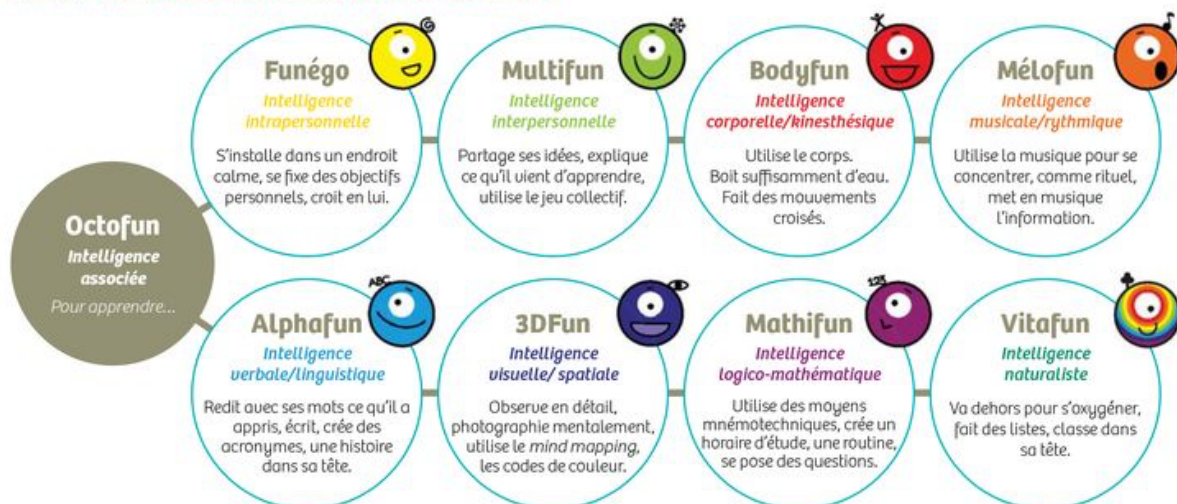 Octofun
Intelligence
associée
Pour apprendre...
Funégo
Intelligence
intrapersonnelle
S'installe dans un endroit
calme, se fixe des objectifs
personnels, croit en lui.
Multifun
Intelligence
interpersonnelle
Partage ses idées, explique
ce qu'il vient d'apprendre,
utilise le jeu collectif.
Bodyfun
Intelligence
corporelle/kinesthésique
Utilise le corps.
Boit suffisamment d'eau.
Fait des mouvements
croisés.
Mélofun
Intelligence
musicale/rythmique
Utilise la musique pour se
concentrer, comme rituel,
met en musique
l'information.
ABC
Alphafun
Intelligence
verbale/linguistique
Redit avec ses mots ce qu'il a
appris, écrit, crée des
acronymes, une histoire
dans sa tête.
3DFun
Intelligence
visuelle/ spatiale
Observe en détail,
photographie mentalement,
utilise le mind mapping,
les codes de couleur.
123
Mathifun
Intelligence
logico-mathématique
Utilise des moyens
mnémotechniques, crée un
horaire d'étude, une routine,
se pose des questions.
Vitafun
Intelligence
naturaliste
Va dehors pour s'oxygéner,
fait des listes, classe dans
sa tête.